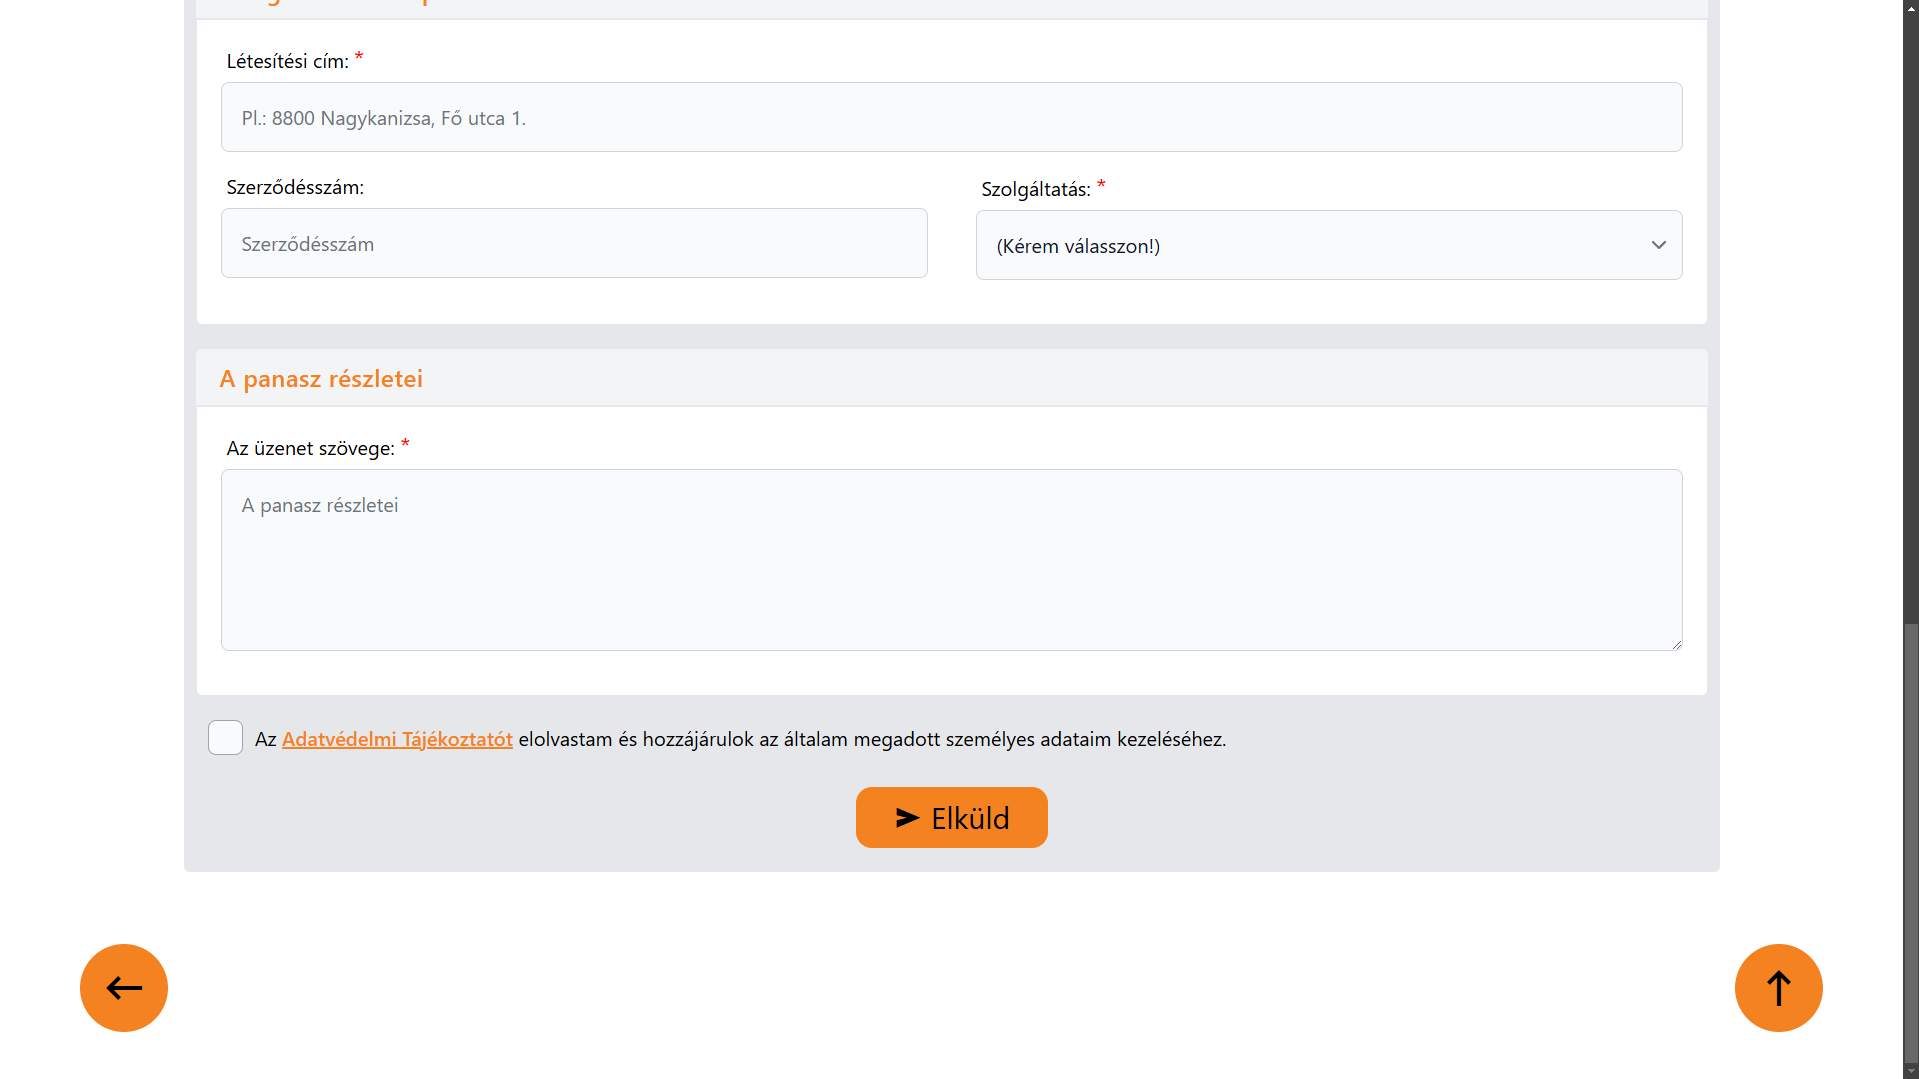 Létesítési cím: *
Pl.: 8800 Nagykanizsa, Fő utca 1.
Szerződésszám:
Szolgáltatás: *
Szerződésszám
(Kérem válasszon!)
A panasz részletei
Az üzenet szövege: *
A panasz részletei
Az Adatvédelmi Tájékoztatót elolvastam és hozzájárulok az általam megadott személyes adataim kezeléséhez.
Elküld